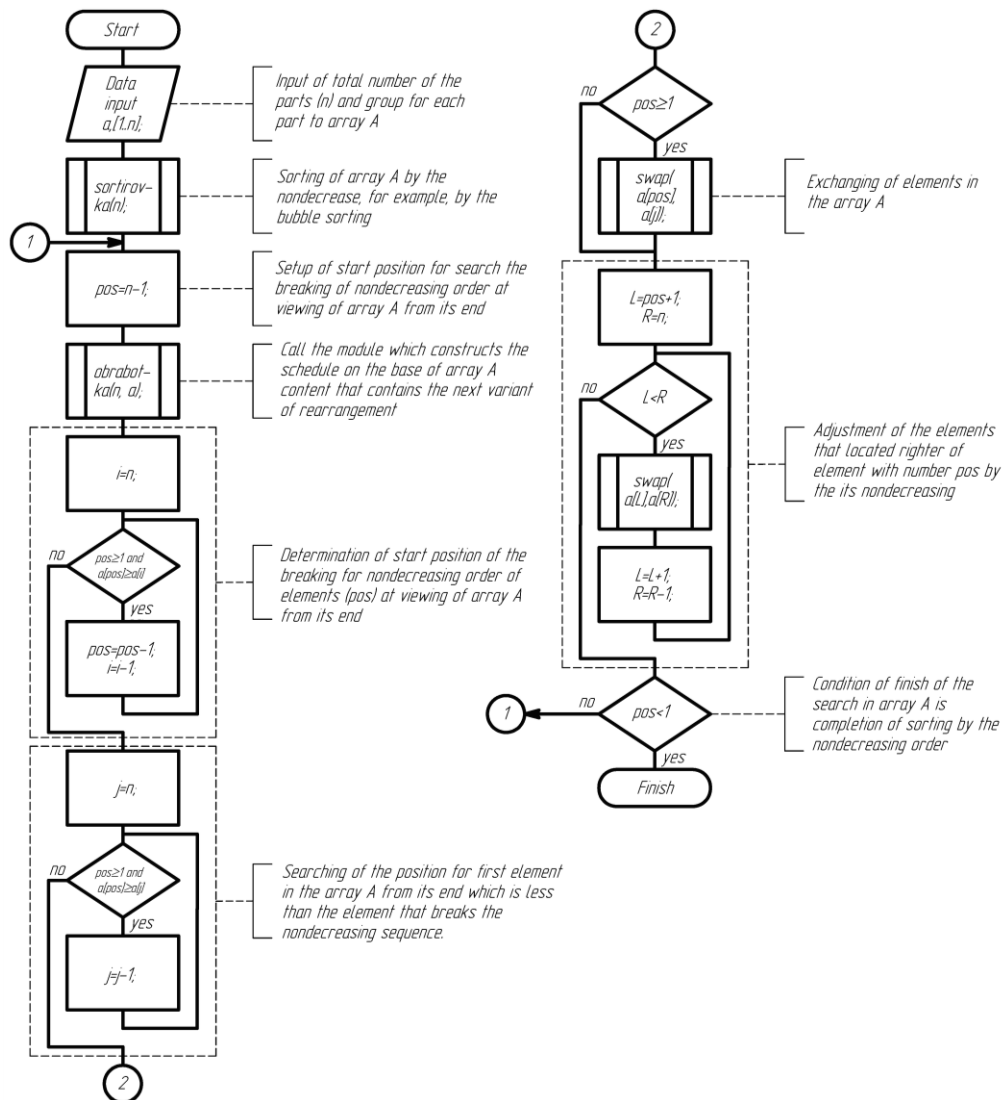 Start
Data
input
a,[1..n];
Input of total number of the
parts (n) and group for each
part to array A
sortirov-
ka(n);
Sorting of array A by the
nondecrease, for example, by the
bubble sorting
1
pos=n-1;
Setup of start position for search the
breaking of nondecreasing order at
viewing of array A from its end
obrabot-
ka(n, a);
Call the module which constructs the
schedule on the base of array A
content that contains the next variant
of rearrangement
i=n;
no
pos≥1 and
a[pos]≥a[i]
yes
pos=pos-1;
i=i-1;
Determination of start position of the
breaking for nondecreasing order of
elements (pos) at viewing of array A
from its end
j=n;
no
pos≥1 and
a[pos]≥a[j]
yes
j=j-1;
Searching of the position for first element
in the array A from its end which is less
than the element that breaks the
nondecreasing sequence.
2
2
no
pos≥1
yes
swap(
a[pos],
a[j]);
Exchanging of elements in
the array A
L=pos+1;
R=n;
no
L<R
yes
swap(
a[L],a[R]);
L=L+1;
R=R-1;
Adjustment of the elements
that located righter of
element with number pos by
the its nondecreasing
1
no
pos<1
yes
Condition of finish of the
search in array A is
completion of sorting by the
nondecreasing order
Finish